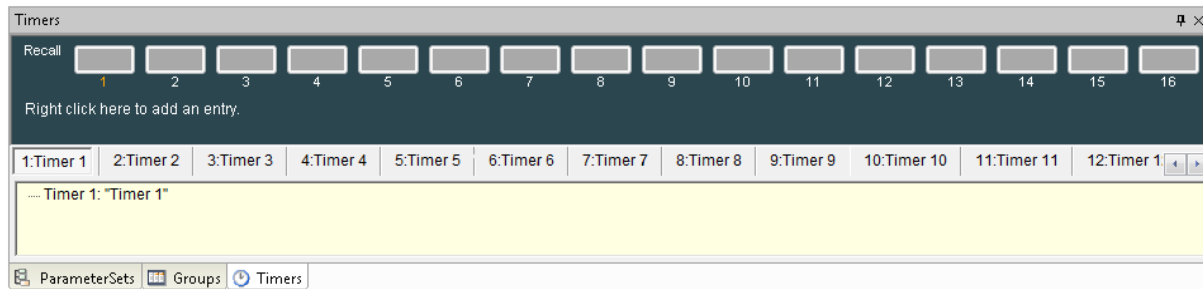 Timers
Recall
1 2 3 4 5 6 7 8 9 10 11 12 13 14 15 16
Right click here to add an entry.
1:Timer 1 2:Timer 2 3:Timer 3 4:Timer 4 5:Timer 5 6:Timer 6 7:Timer 7 8:Timer 8 9:Timer 9 10:Timer 10 11:Timer 11 12:Timer 1
Timer 1: "Timer 1"
ParameterSets Groups Timers